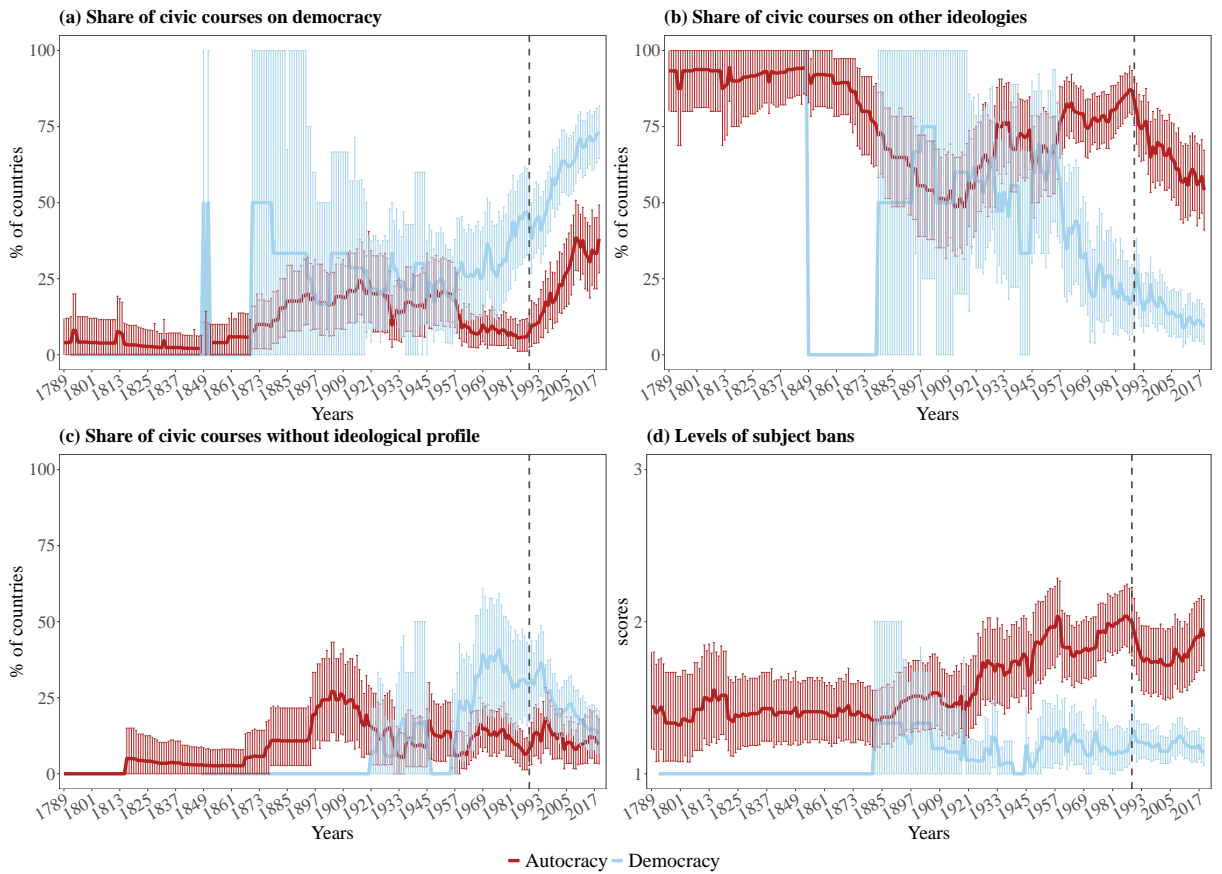 (a) Share of civic courses on democracy
% of countries
100
75
50
25
0
1789 1801 1813 1825 1837 1849 1861 1873 1885 1897 1909 1921 1933 1945 1957 1969 1981 1993 2005 2017
Years
(b) Share of civic courses on other ideologies
% of countries
100
75
50
25
0
1789 1801 1813 1825 1837 1849 1861 1873 1885 1897 1909 1921 1933 1945 1957 1969 1981 1993 2005 2017
Years
(c) Share of civic courses without ideological profile
% of countries
100
75
50
25
0
1789 1801 1813 1825 1837 1849 1861 1873 1885 1897 1909 1921 1933 1945 1957 1969 1981 1993 2005 2017
Years
(d) Levels of subject bans
scores
3
2
1
1789 1801 1813 1825 1837 1849 1861 1873 1885 1897 1909 1921 1933 1945 1957 1969 1981 1993 2005 2017
Years
Autocracy Democracy